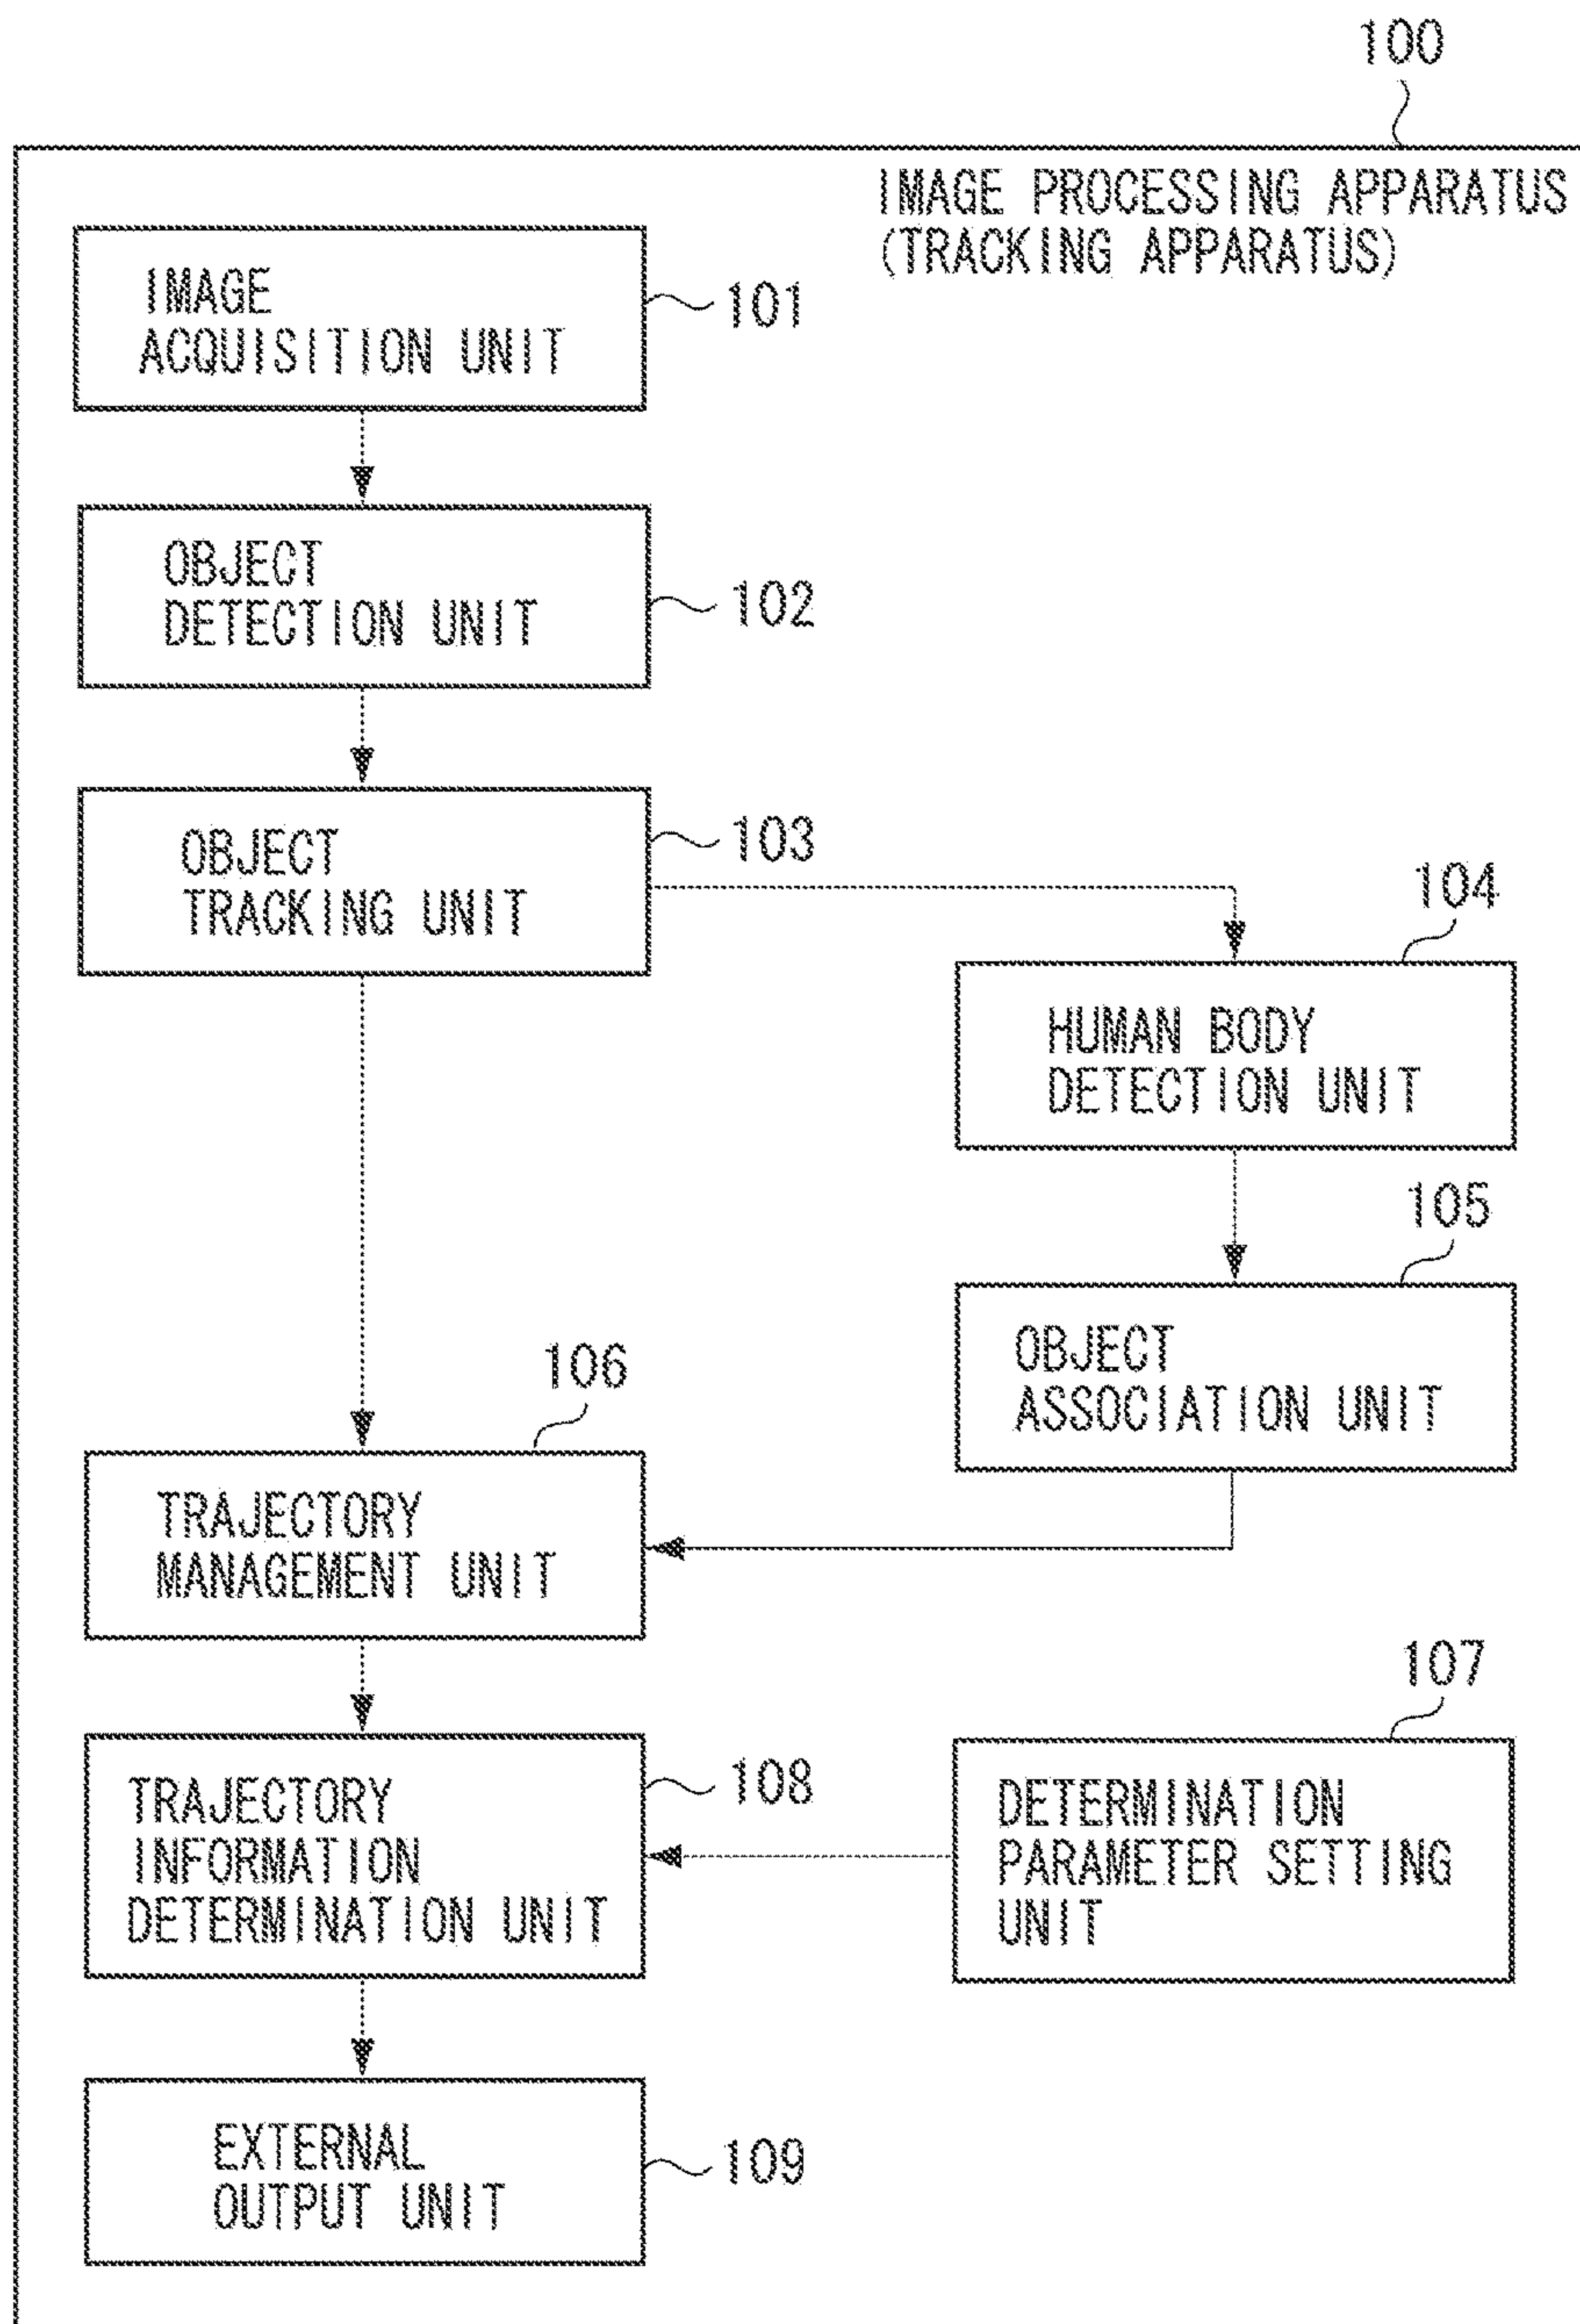 100
IMAGE PROCESSING APPARATUS
(TRACKING APPARATUS)
IMAGE
ACQUISITION UNIT
101
OBJECT
DETECTION UNIT
102
OBJECT
TRACKING UNIT
103
104
HUMAN BODY
DETECTION UNIT
105
OBJECT
ASSOCIATION UNIT
106
TRAJECTORY
MANAGEMENT UNIT
107
DETERMINATION
PARAMETER SETTING
UNIT
TRAJECTORY
INFORMATION
DETERMINATION UNIT
108
EXTERNAL
OUTPUT UNIT
109